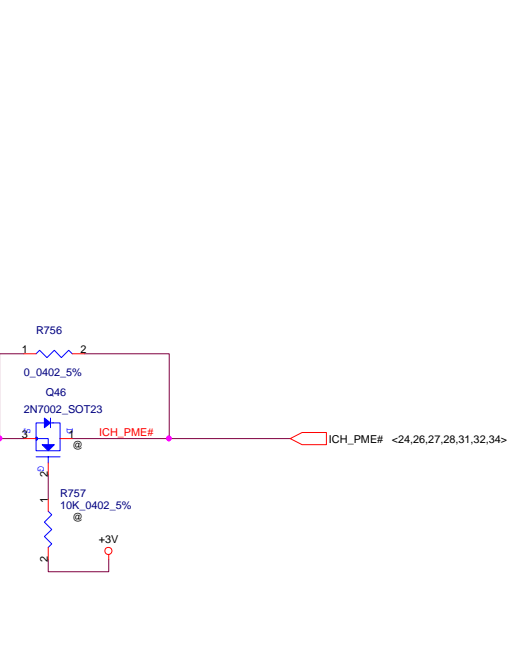 R756
1
2
0_0402_5%
Q46
2N7002_SOT23
3
1
ICH_PME#
@
ICH_PME# <24,26,27,28,31,32,34>
G
2
1
R757
10K_0402_5%
@
+3V
2